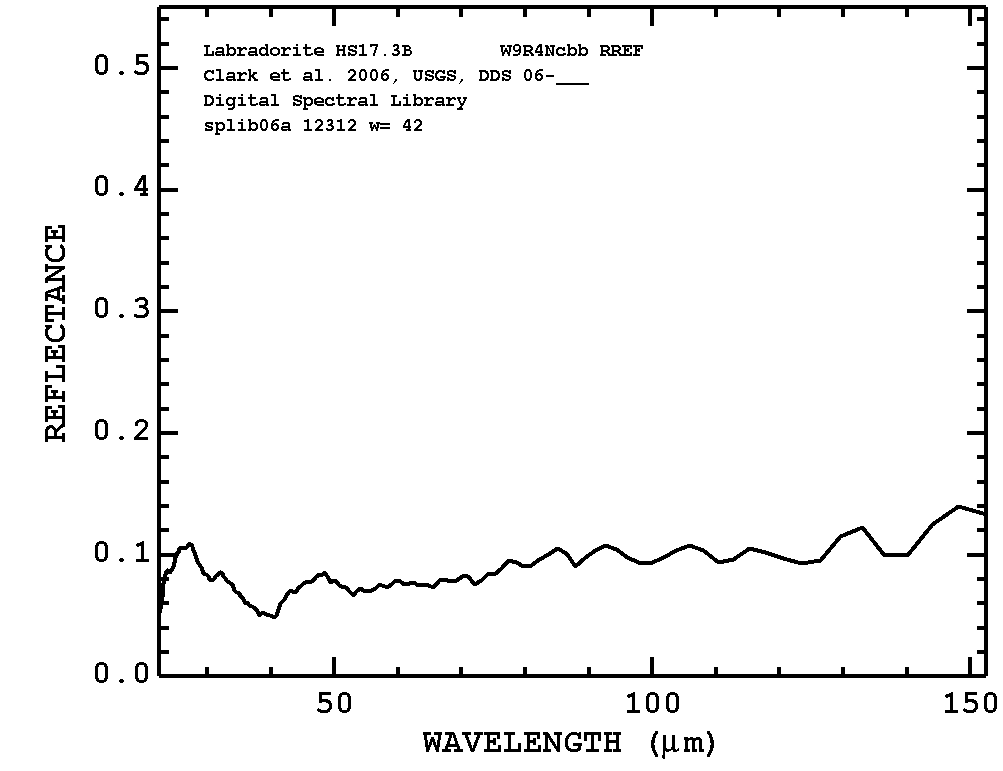 Labradorite HS17.3B W9R4Ncbb RREF
Clark et al. 2006, USGS, DDS 06-___
Digital Spectral Library
splib06a 12312 w= 42
0.5
0.4
0.3
0.2
0.1
0.0
REFLECTANCE
50 100 150
WAVELENGTH (μm)